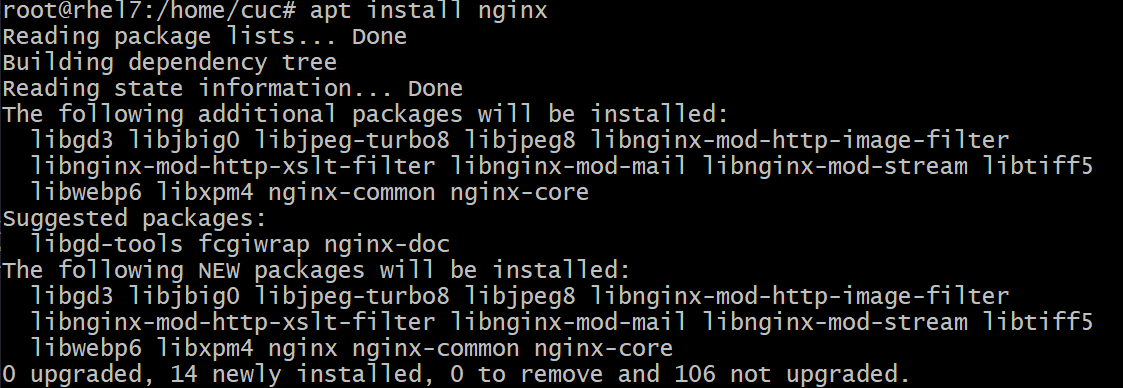 root@rhel7:/home/cuc# apt install nginx
Reading package lists... Done
Building dependency tree
Reading state information... Done
The following additional packages will be installed:
  libgd3 libjbig0 libjpeg-turbo8 libjpeg8 libnginx-mod-http-image-filter
  libnginx-mod-http-xslt-filter libnginx-mod-mail libnginx-mod-stream libtiff5
  libwebp6 libxpm4 nginx-common nginx-core
Suggested packages:
  libgd-tools fcgiwrap nginx-doc
The following NEW packages will be installed:
  libgd3 libjbig0 libjpeg-turbo8 libjpeg8 libnginx-mod-http-image-filter
  libnginx-mod-http-xslt-filter libnginx-mod-mail libnginx-mod-stream libtiff5
  libwebp6 libxpm4 nginx nginx-common nginx-core
0 upgraded, 14 newly installed, 0 to remove and 106 not upgraded.